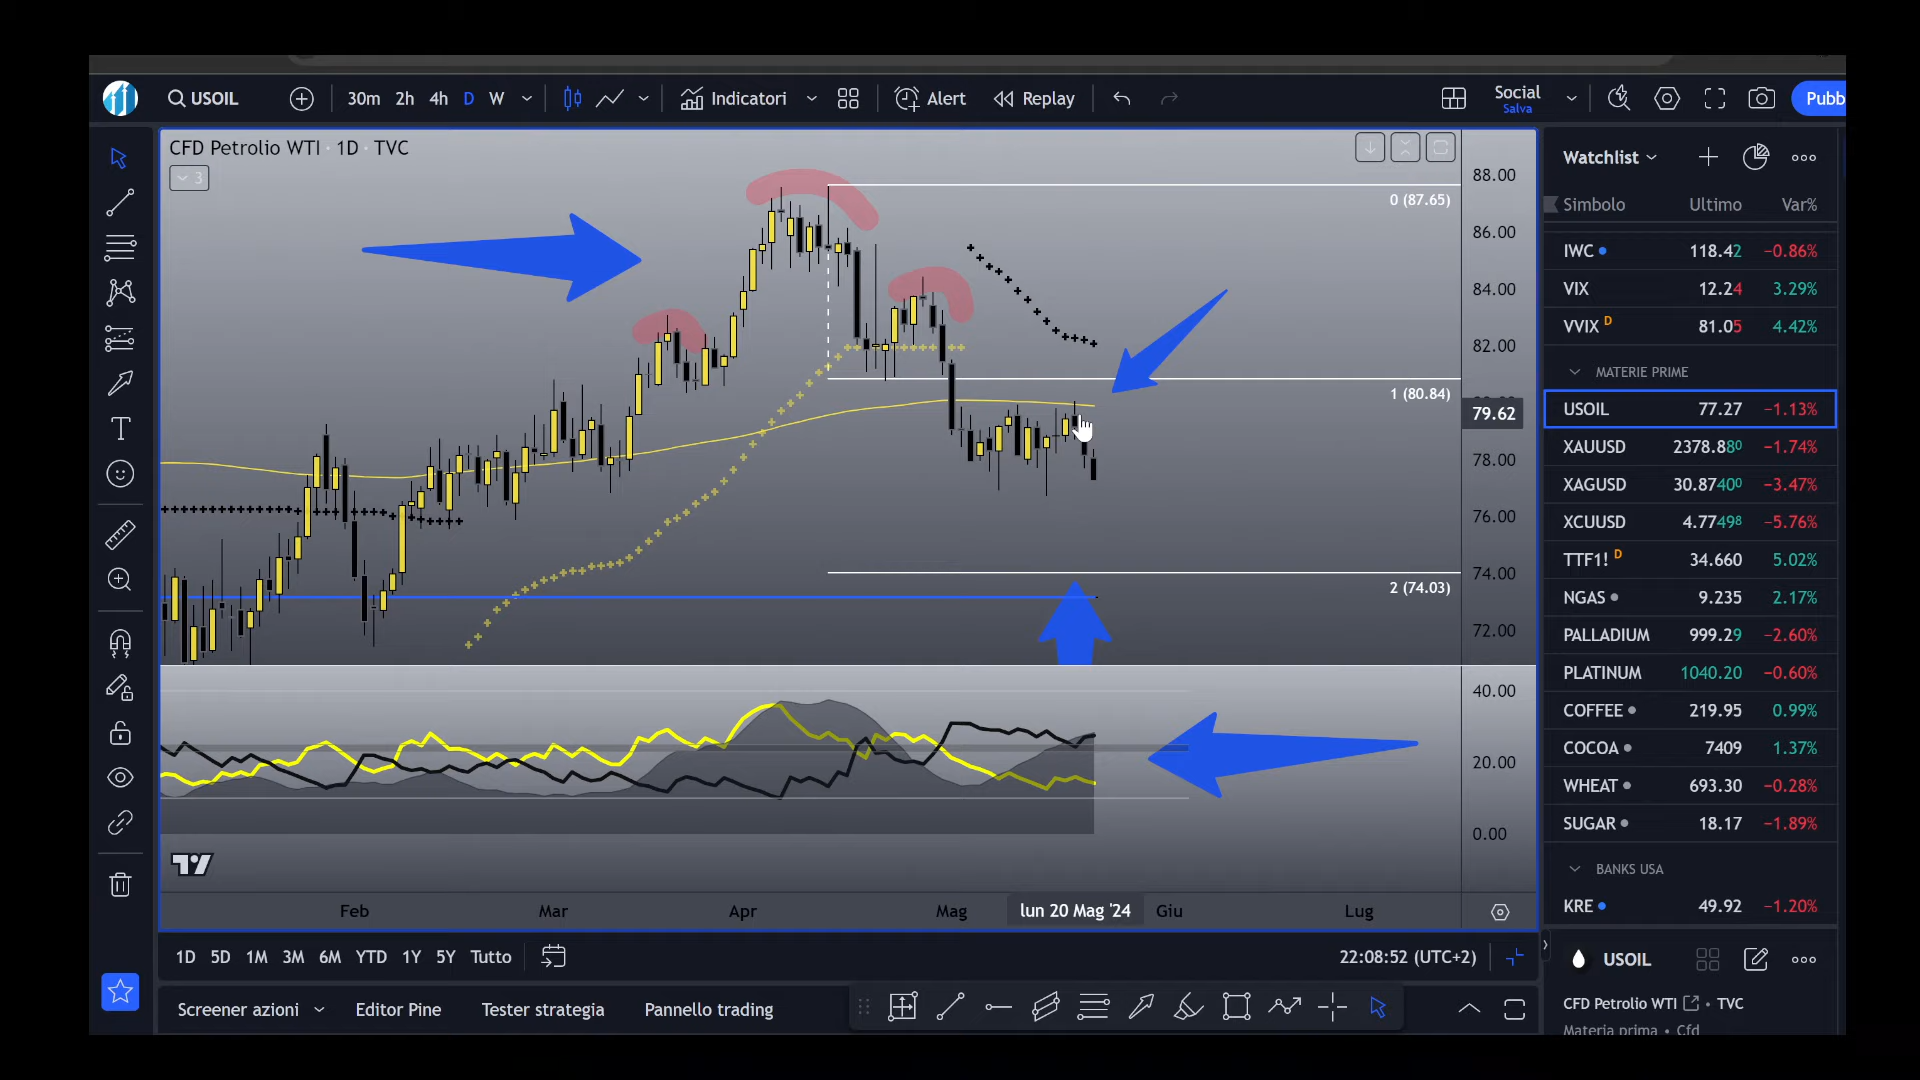 USOIL 30m 2h 4h D W Indicatori Alert Replay Social Salva Pubb
CFD Petrolio WTI · 1D · TVC
3
0 (87.65)
1 (80.84)
2 (74.03)
88.00
86.00
84.00
82.00
79.62
78.00
76.00
74.00
72.00
40.00
20.00
0.00
Feb Mar Apr Mag lun 20 Mag '24 Giu Lug
1D 5D 1M 3M 6M YTD 1Y 5Y Tutto 22:08:52 (UTC+2)
Screener azioni Editor Pine Tester strategia Pannello trading
Watchlist
Simbolo Ultimo Var%
IWC 118.42 −0.86%
VIX 12.24 3.29%
VVIX D 81.05 4.42%
MATERIE PRIME
USOIL 77.27 −1.13%
XAUUSD 2378.880 −1.74%
XAGUSD 30.87400 −3.47%
XCUUSD 4.77498 −5.76%
TTF1! D 34.660 5.02%
NGAS 9.235 2.17%
PALLADIUM 999.29 −2.60%
PLATINUM 1040.20 −0.60%
COFFEE 219.95 0.99%
COCOA 7409 1.37%
WHEAT 693.30 −0.28%
SUGAR 18.17 −1.89%
BANKS USA
KRE 49.92 −1.20%
USOIL
CFD Petrolio WTI • TVC
Materia prima • Cfd